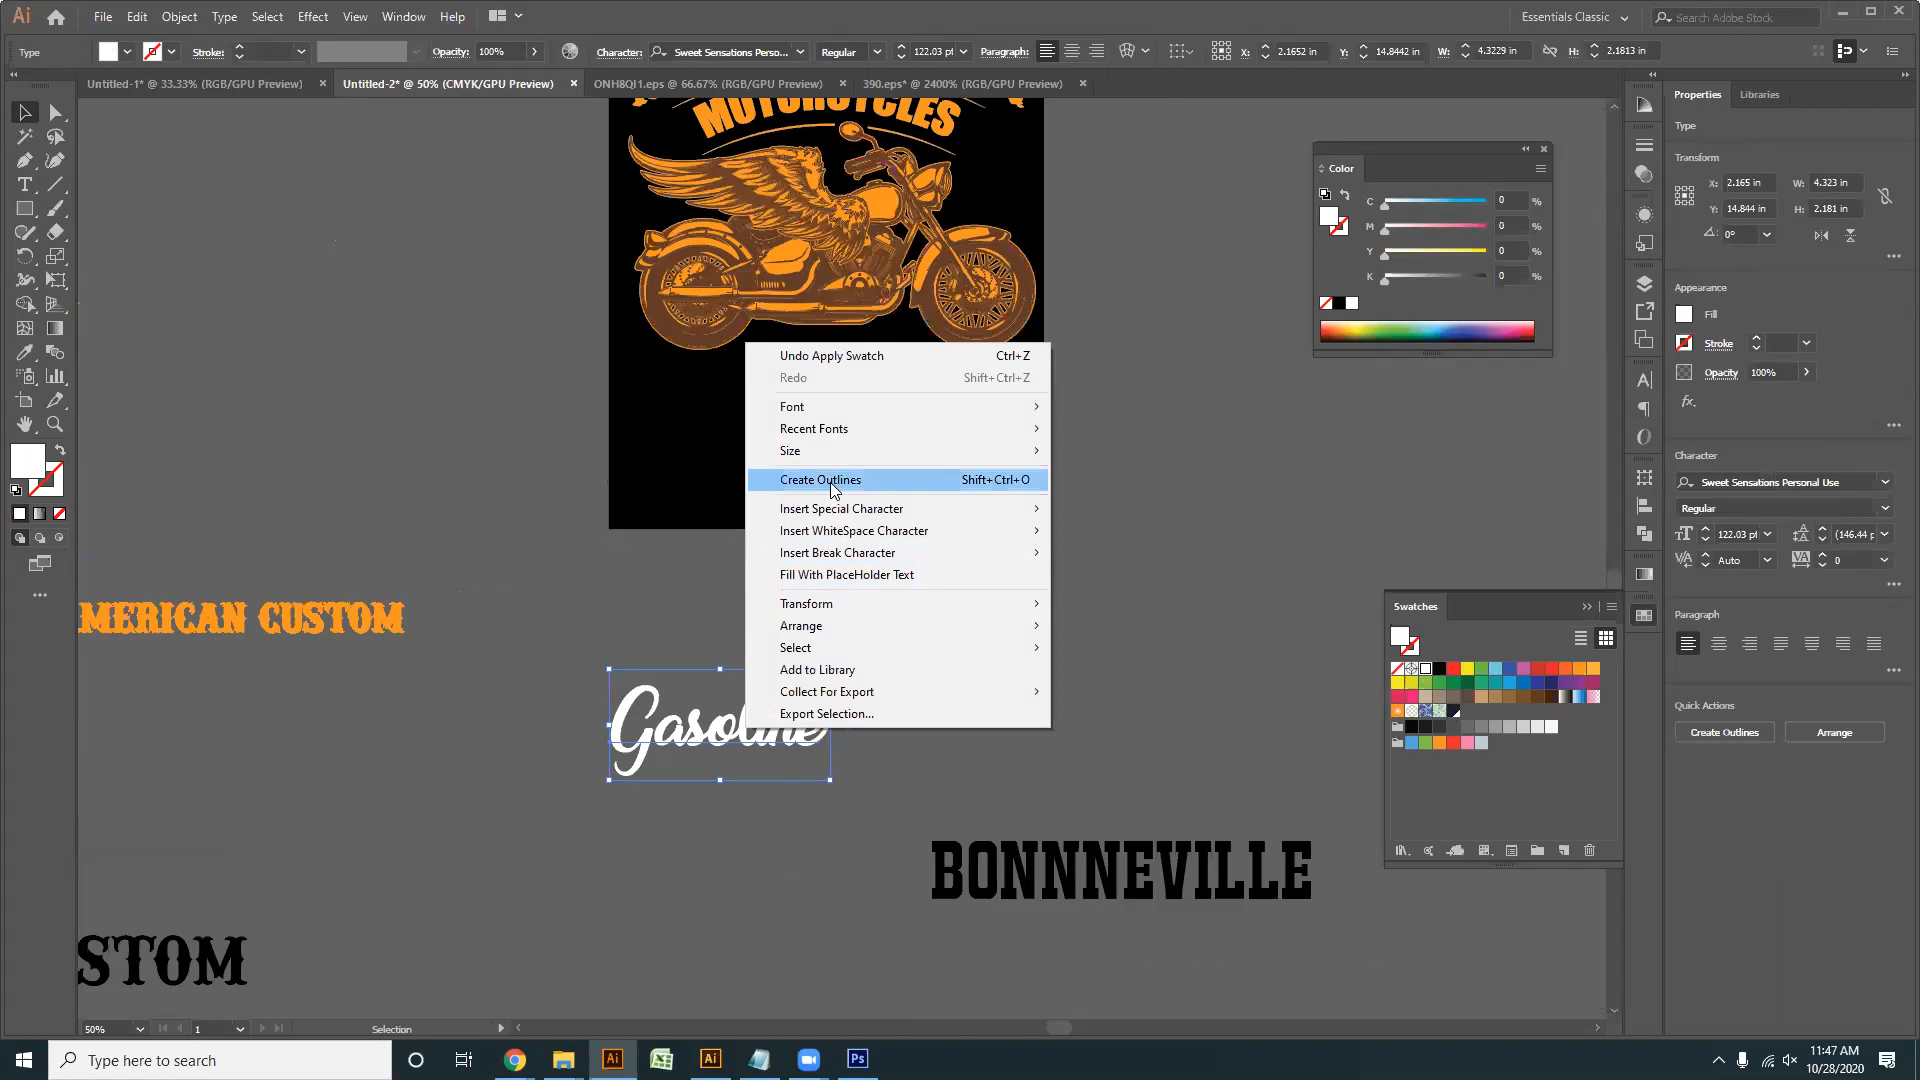 Ai File Edit Object Type Select Effect View Window Help Essentials Classic Search Adobe Stock
Type Stroke: Opacity: 100% Character: Sweet Sensations Perso... Regular 122.03 pt Paragraph: X: 2.1652 in Y: 14.8442 in W: 4.3229 in H: 2.1813 in
Untitled-1* @ 33.33% (RGB/GPU Preview) Untitled-2* @ 50% (CMYK/GPU Preview) ONH8QJ1.eps @ 66.67% (RGB/GPU Preview) 390.eps* @ 2400% (RGB/GPU Preview)
MOTORCYCLES
Color
C 0 %
M 0 %
Y 0 %
K 0 %
Undo Apply Swatch Ctrl+Z
Redo Shift+Ctrl+Z
Font
Recent Fonts
Size
Create Outlines Shift+Ctrl+O
Insert Special Character
Insert WhiteSpace Character
Insert Break Character
Fill With PlaceHolder Text
Transform
Arrange
Select
Add to Library
Collect For Export
Export Selection...
MERICAN CUSTOM
Gasoline
BONNNEVILLE
STOM
Swatches
Properties Libraries
Type
Transform
X: 2.165 in W: 4.323 in
Y: 14.844 in H: 2.181 in
0°
Appearance
Fill
Stroke
Opacity 100%
fx
Character
Sweet Sensations Personal Use
Regular
122.03 pt (146.44 p
Auto 0
Paragraph
Quick Actions
Create Outlines Arrange
50% 1 Selection
Type here to search
Ai Ai Ps
11:47 AM
10/28/2020